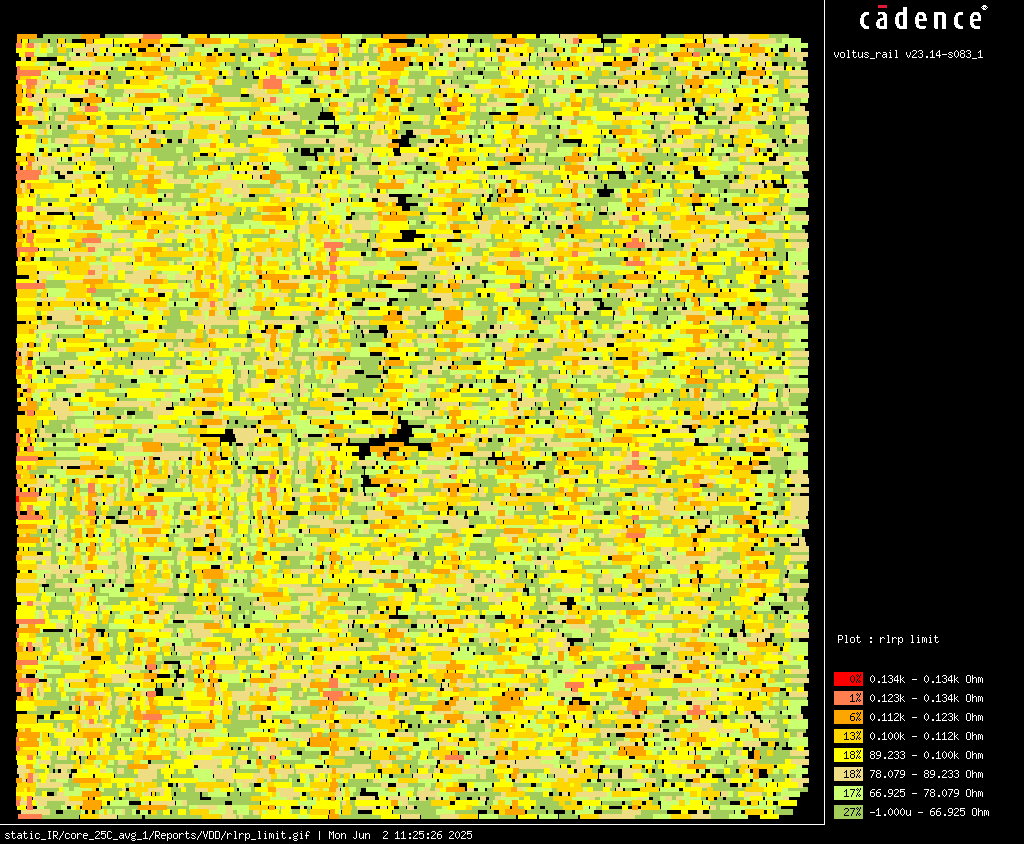 cādence®
voltus_rail v23.14-s083_1
Plot : rlrp limit
0% 0.134k - 0.134k Ohm
1% 0.123k - 0.134k Ohm
6% 0.112k - 0.123k Ohm
13% 0.100k - 0.112k Ohm
18% 89.233 - 0.100k Ohm
18% 78.079 - 89.233 Ohm
17% 66.925 - 78.079 Ohm
27% -1.000u - 66.925 Ohm
static_IR/core_25C_avg_1/Reports/VDD/rlrp_limit.gif | Mon Jun  2 11:25:26 2025